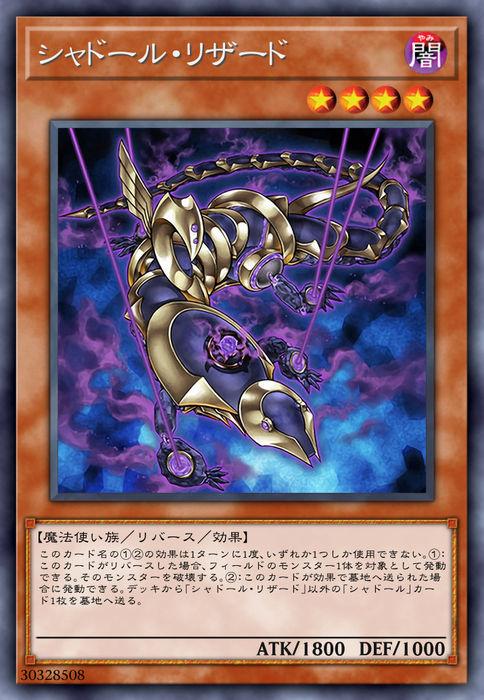 シャドール・リザード
やみ
闇
【魔法使い族／リバース／効果】
このカード名の①②の効果は1ターンに1度、いずれか1つしか使用できない。①：
このカードがリバースした場合、フィールドのモンスター1体を対象として発動
できる。そのモンスターを破壊する。②：このカードが効果で墓地へ送られた場
合に発動できる。デッキから「シャドール・リザード」以外の「シャドール」カー
ド1枚を墓地へ送る。
ATK/1800 DEF/1000
30328508